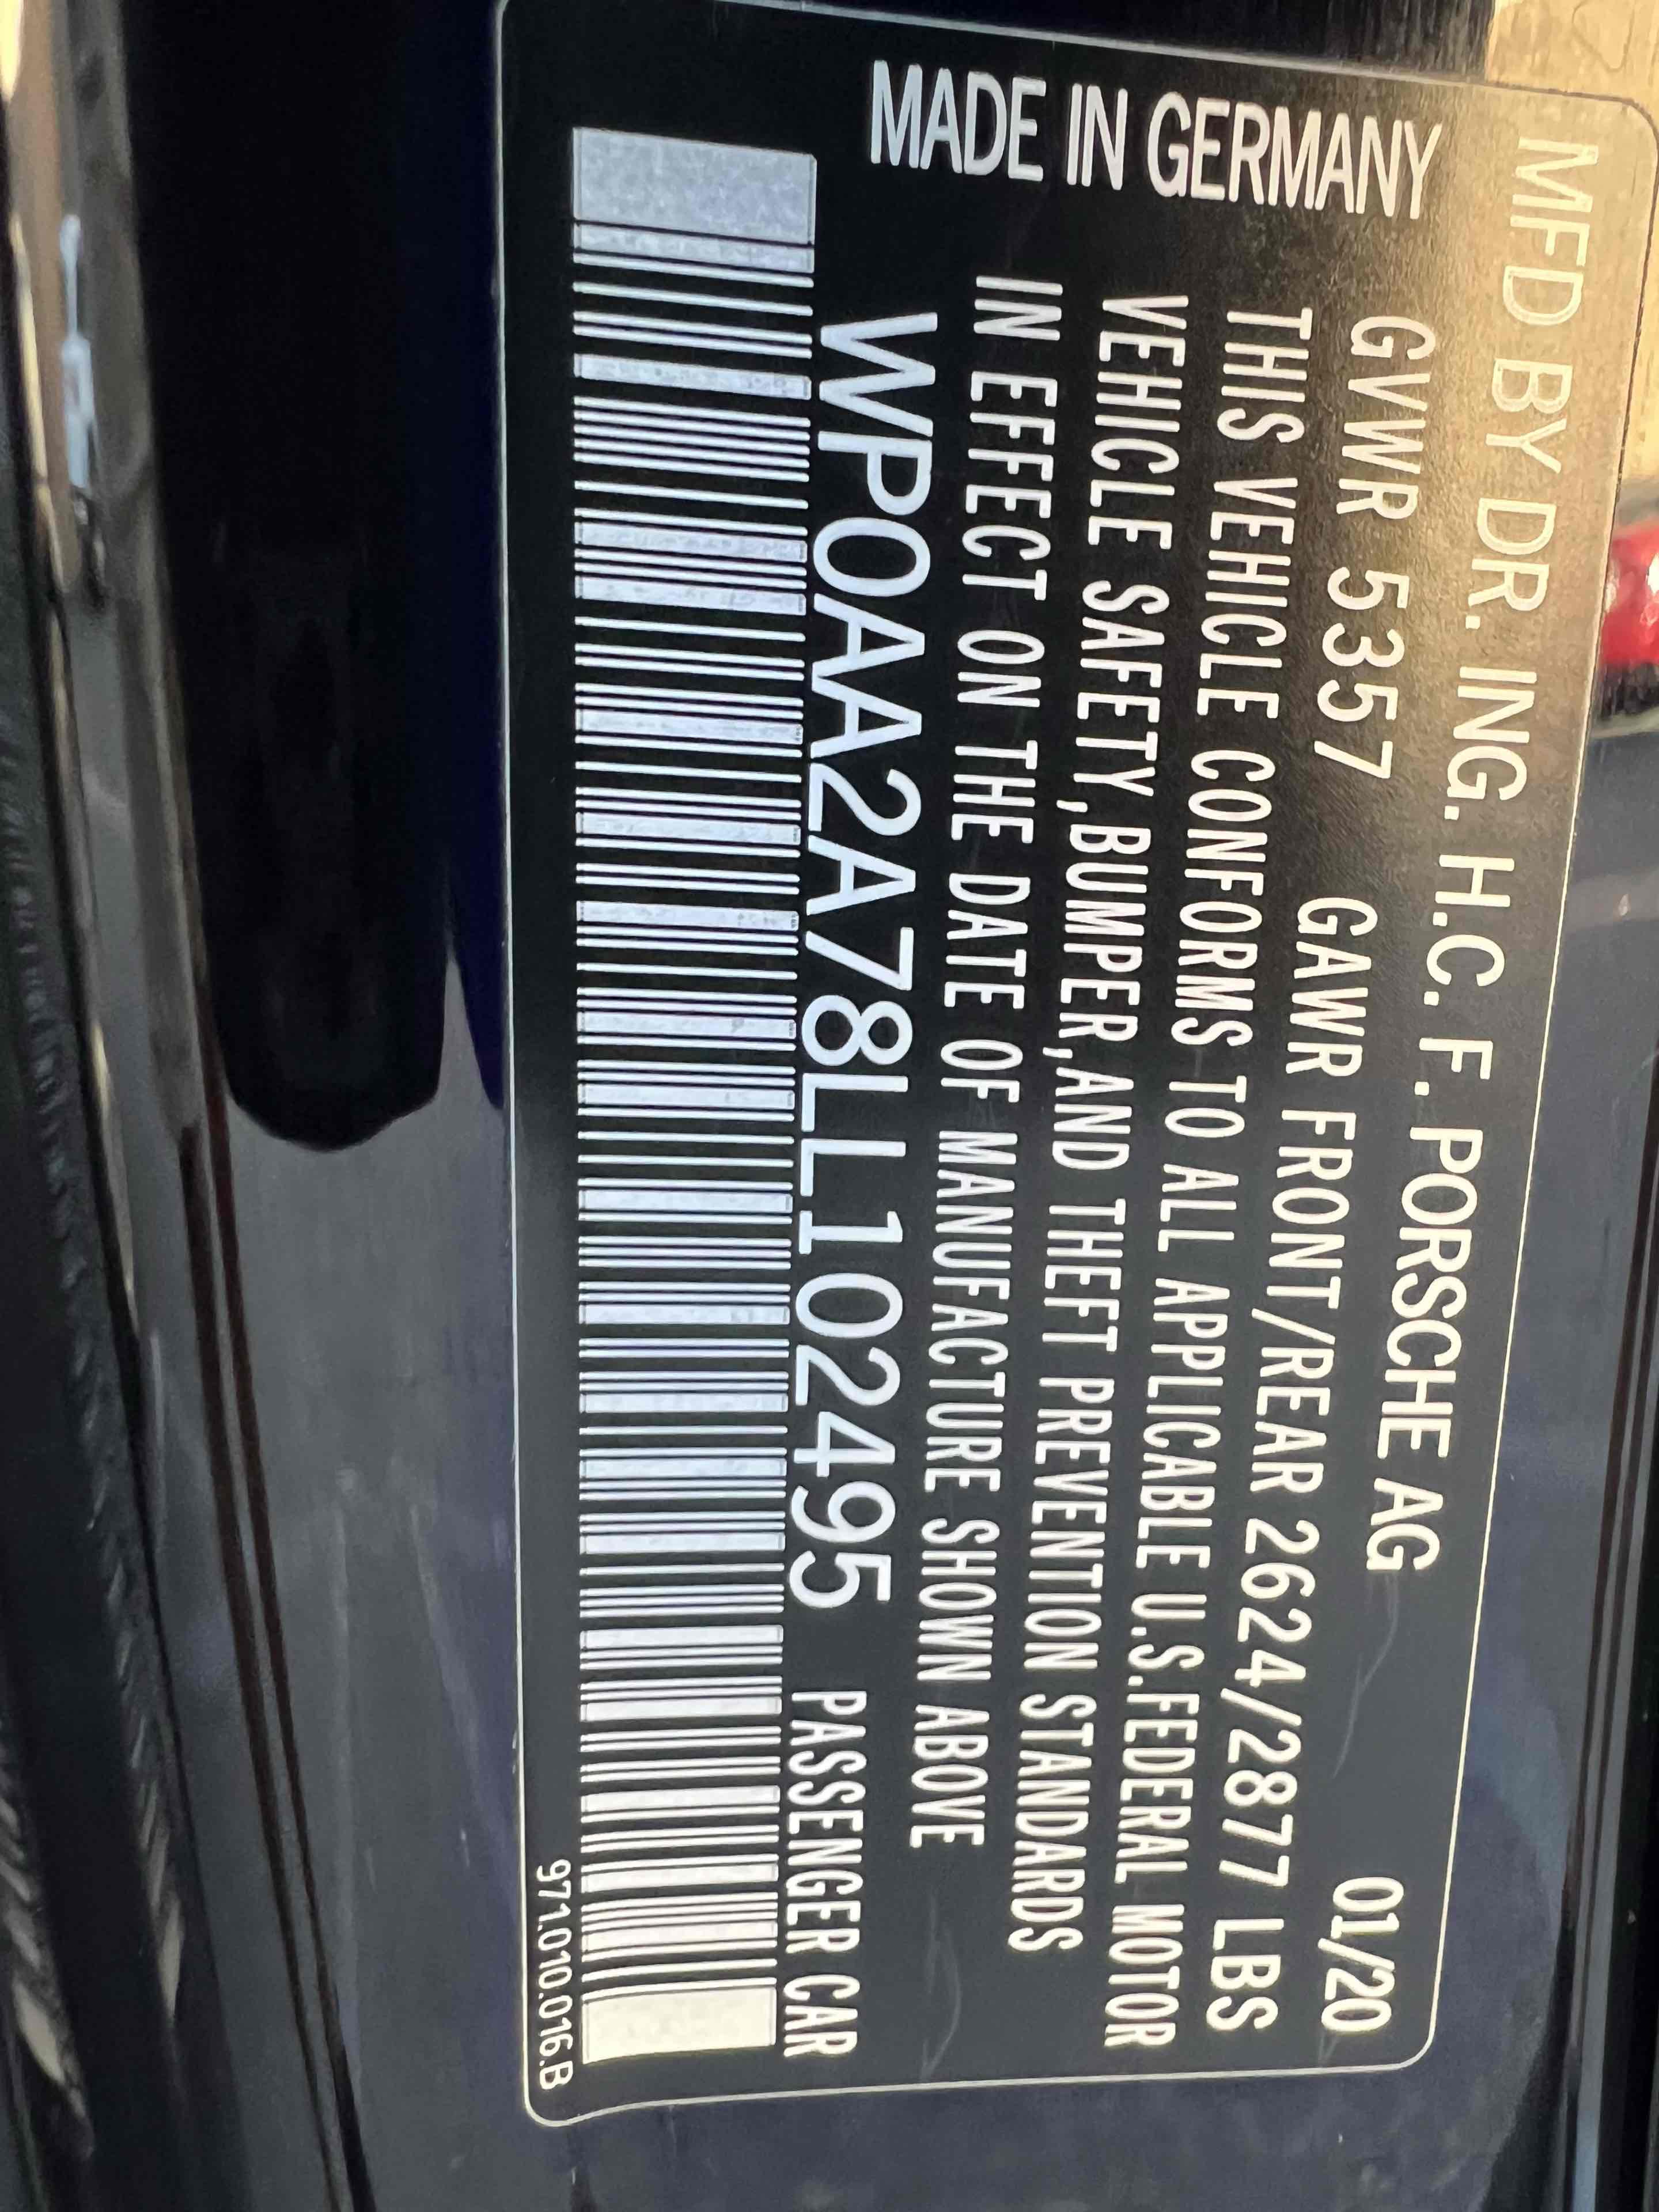 MFD BY DR. ING. H.C. F. PORSCHE AG 01/20
GVWR 5357 GAWR FRONT/REAR 2624/2877 LBS
THIS VEHICLE CONFORMS TO ALL APPLICABLE U.S.FEDERAL MOTOR
VEHICLE SAFETY,BUMPER,AND THEFT PREVENTION STANDARDS
IN EFFECT ON THE DATE OF MANUFACTURE SHOWN ABOVE
WP0AA2A78LL102495 PASSENGER CAR
MADE IN GERMANY
971.010.016.B